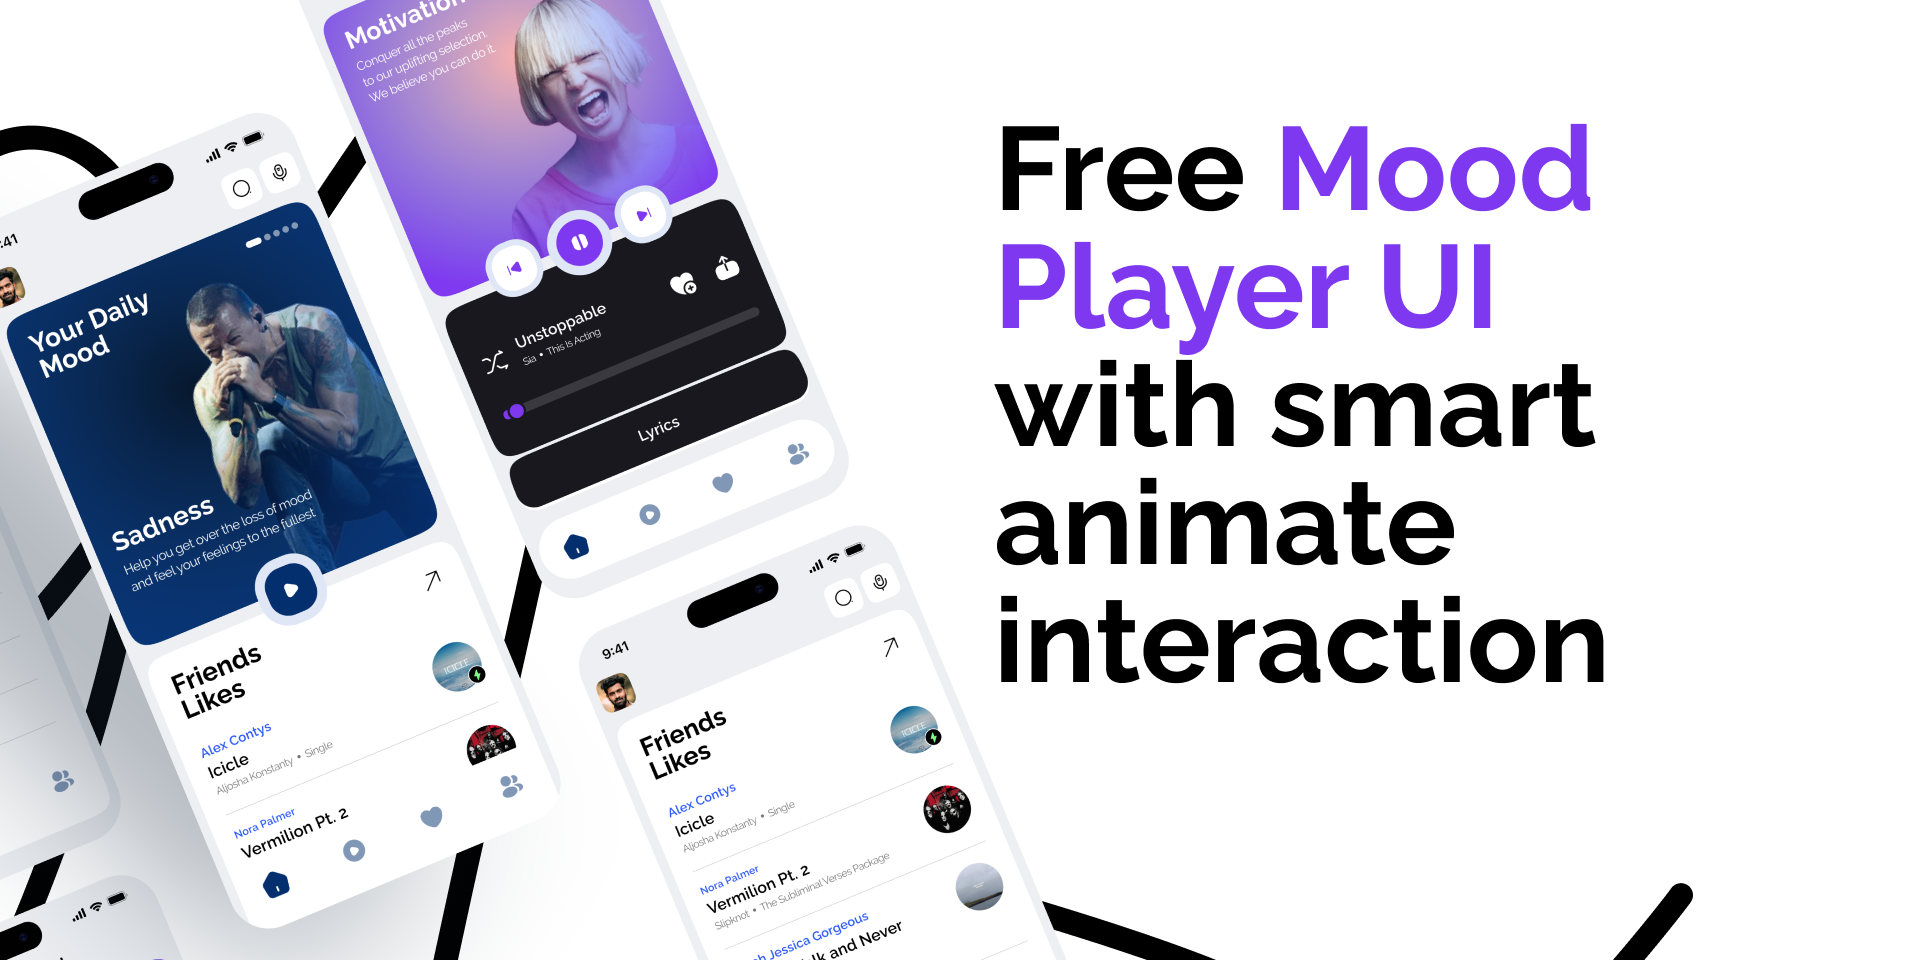 Free Mood
Player UI
with smart
animate
interaction
Motivation
Conquer all the peaks
to our uplifting selection.
We believe you can do it
Unstoppable
Sia • This Is Acting
Lyrics
:41
Your Daily
Mood
Sadness
Help you get over the loss of mood
and feel your feelings to the fullest
Friends
Likes
Alex Contys
Icicle
Aljosha Konstanty • Single
ICICLE
Nora Palmer
Vermilion Pt. 2
9:41
Friends
Likes
Alex Contys
Icicle
Aljosha Konstanty • Single
ICICLE
Nora Palmer
Vermilion Pt. 2
Slipknot • The Subliminal Verses Package
Jessica Gorgeous
and Never